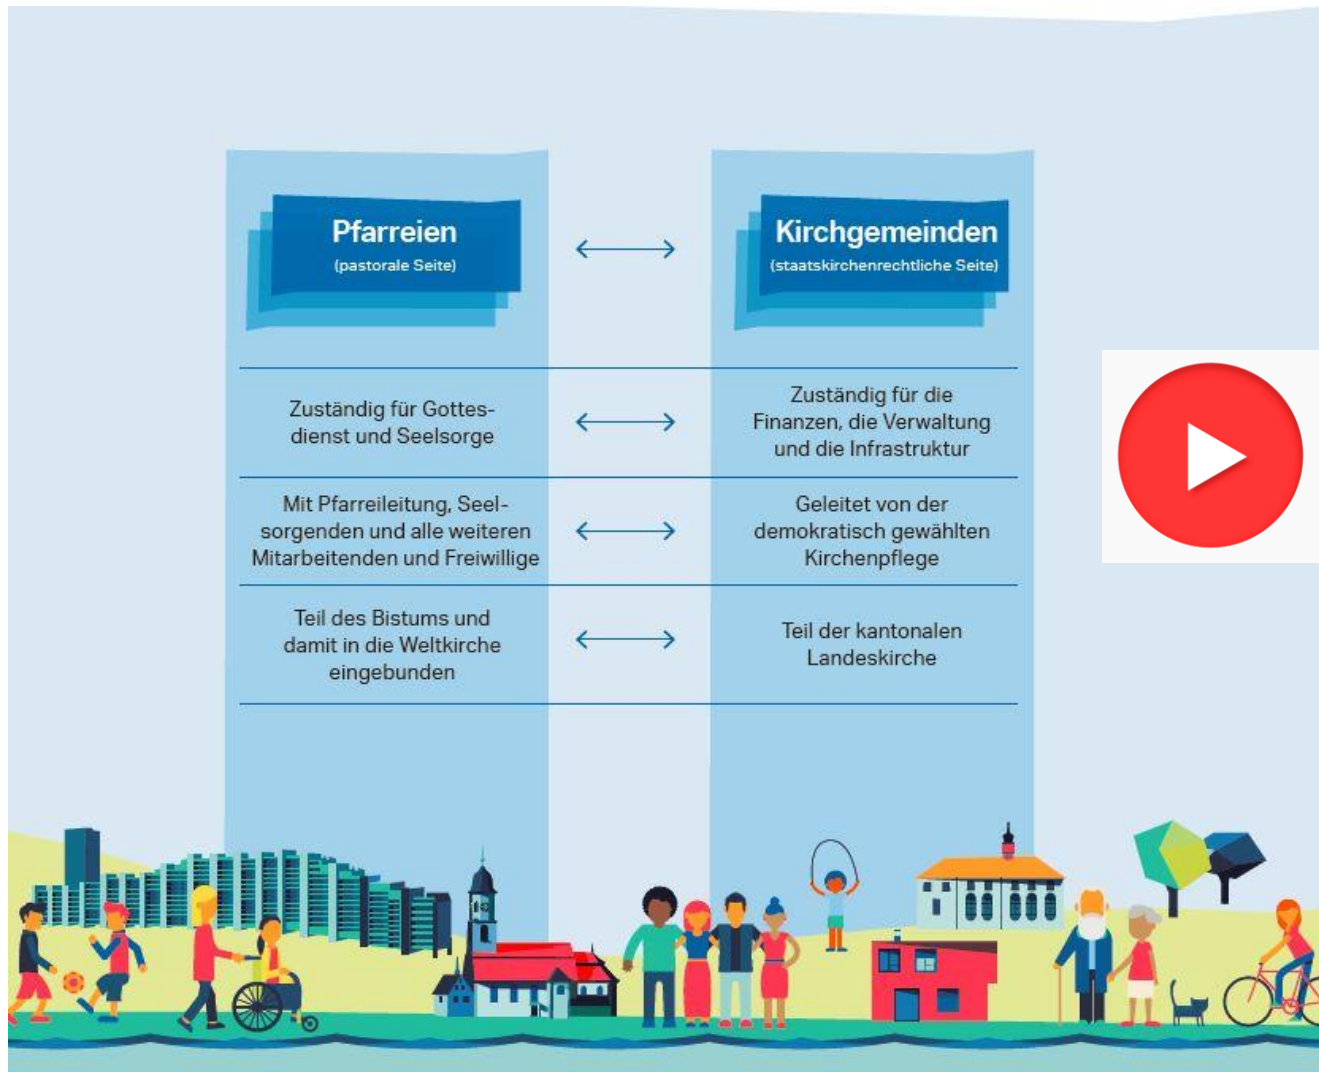 Pfarreien
(pastorale Seite)
Kirchgemeinden
(staatskirchenrechtliche Seite)
Zuständig für Gottes-
dienst und Seelsorge
Zuständig für die
Finanzen, die Verwaltung
und die Infrastruktur
Mit Pfarreileitung, Seel-
sorgenden und alle weiteren
Mitarbeitenden und Freiwillige
Geleitet von der
demokratisch gewählten
Kirchenpflege
Teil des Bistums und
damit in die Weltkirche
eingebunden
Teil der kantonalen
Landeskirche